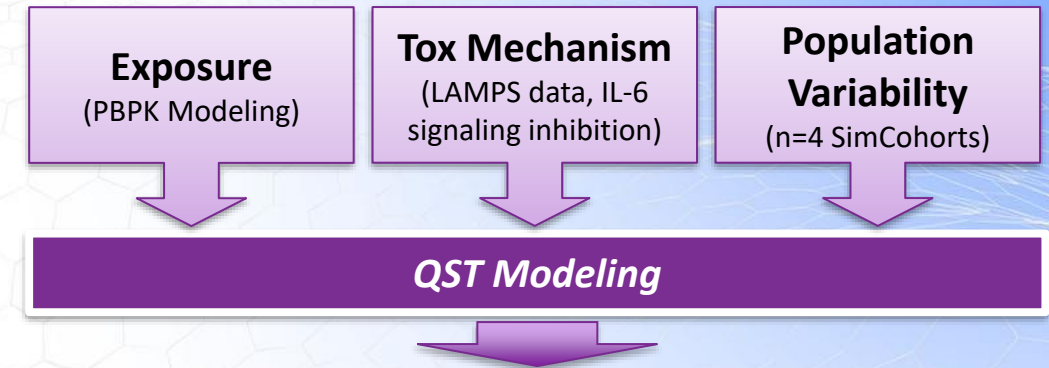 Exposure
(PBPK Modeling)
Tox Mechanism
(LAMPS data, IL-6
signaling inhibition)
Population
Variability
(n=4 SimCohorts)
QST Modeling